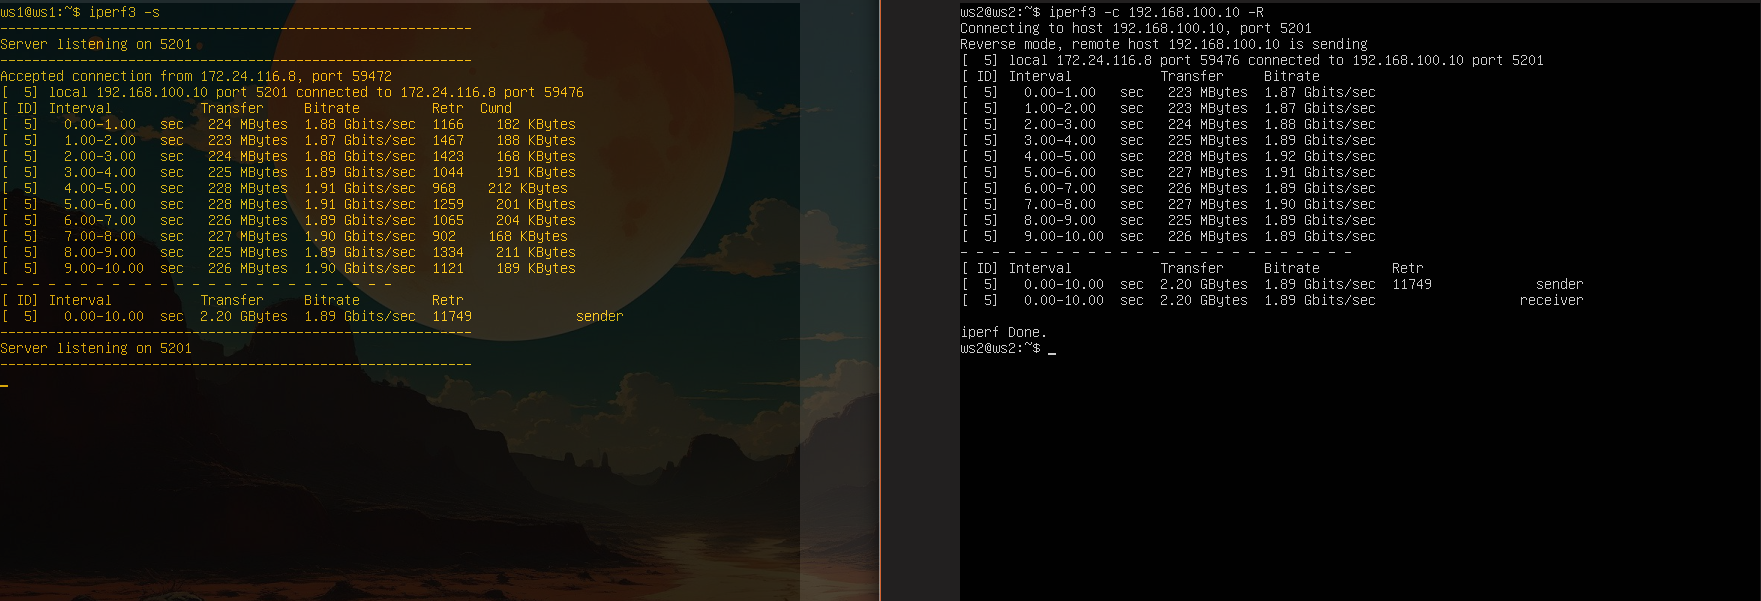 ws1@ws1:~$ iperf3 -s
-----------------------------------------------------------
Server listening on 5201
-----------------------------------------------------------
Accepted connection from 172.24.116.8, port 59472
[  5] local 192.168.100.10 port 5201 connected to 172.24.116.8 port 59476
[ ID] Interval           Transfer     Bitrate         Retr  Cwnd
[  5]   0.00-1.00   sec   224 MBytes  1.88 Gbits/sec  1166    182 KBytes
[  5]   1.00-2.00   sec   223 MBytes  1.87 Gbits/sec  1467    188 KBytes
[  5]   2.00-3.00   sec   224 MBytes  1.88 Gbits/sec  1423    168 KBytes
[  5]   3.00-4.00   sec   225 MBytes  1.89 Gbits/sec  1044    191 KBytes
[  5]   4.00-5.00   sec   228 MBytes  1.91 Gbits/sec  968    212 KBytes
[  5]   5.00-6.00   sec   228 MBytes  1.91 Gbits/sec  1259    201 KBytes
[  5]   6.00-7.00   sec   226 MBytes  1.89 Gbits/sec  1065    204 KBytes
[  5]   7.00-8.00   sec   227 MBytes  1.90 Gbits/sec  902    168 KBytes
[  5]   8.00-9.00   sec   225 MBytes  1.89 Gbits/sec  1334    211 KBytes
[  5]   9.00-10.00  sec   226 MBytes  1.90 Gbits/sec  1121    189 KBytes
- - - - - - - - - - - - - - - - - - - - - - - - -
[ ID] Interval           Transfer     Bitrate         Retr
[  5]   0.00-10.00  sec  2.20 GBytes  1.89 Gbits/sec  11749             sender
-----------------------------------------------------------
Server listening on 5201
-----------------------------------------------------------
_
ws2@ws2:~$ iperf3 -c 192.168.100.10 -R
Connecting to host 192.168.100.10, port 5201
Reverse mode, remote host 192.168.100.10 is sending
[  5] local 172.24.116.8 port 59476 connected to 192.168.100.10 port 5201
[ ID] Interval           Transfer     Bitrate
[  5]   0.00-1.00   sec   223 MBytes  1.87 Gbits/sec
[  5]   1.00-2.00   sec   223 MBytes  1.87 Gbits/sec
[  5]   2.00-3.00   sec   224 MBytes  1.88 Gbits/sec
[  5]   3.00-4.00   sec   225 MBytes  1.89 Gbits/sec
[  5]   4.00-5.00   sec   228 MBytes  1.92 Gbits/sec
[  5]   5.00-6.00   sec   227 MBytes  1.91 Gbits/sec
[  5]   6.00-7.00   sec   226 MBytes  1.89 Gbits/sec
[  5]   7.00-8.00   sec   227 MBytes  1.90 Gbits/sec
[  5]   8.00-9.00   sec   225 MBytes  1.89 Gbits/sec
[  5]   9.00-10.00  sec   226 MBytes  1.89 Gbits/sec
- - - - - - - - - - - - - - - - - - - - - - - - -
[ ID] Interval           Transfer     Bitrate         Retr
[  5]   0.00-10.00  sec  2.20 GBytes  1.89 Gbits/sec  11749             sender
[  5]   0.00-10.00  sec  2.20 GBytes  1.89 Gbits/sec                  receiver
iperf Done.
ws2@ws2:~$ _